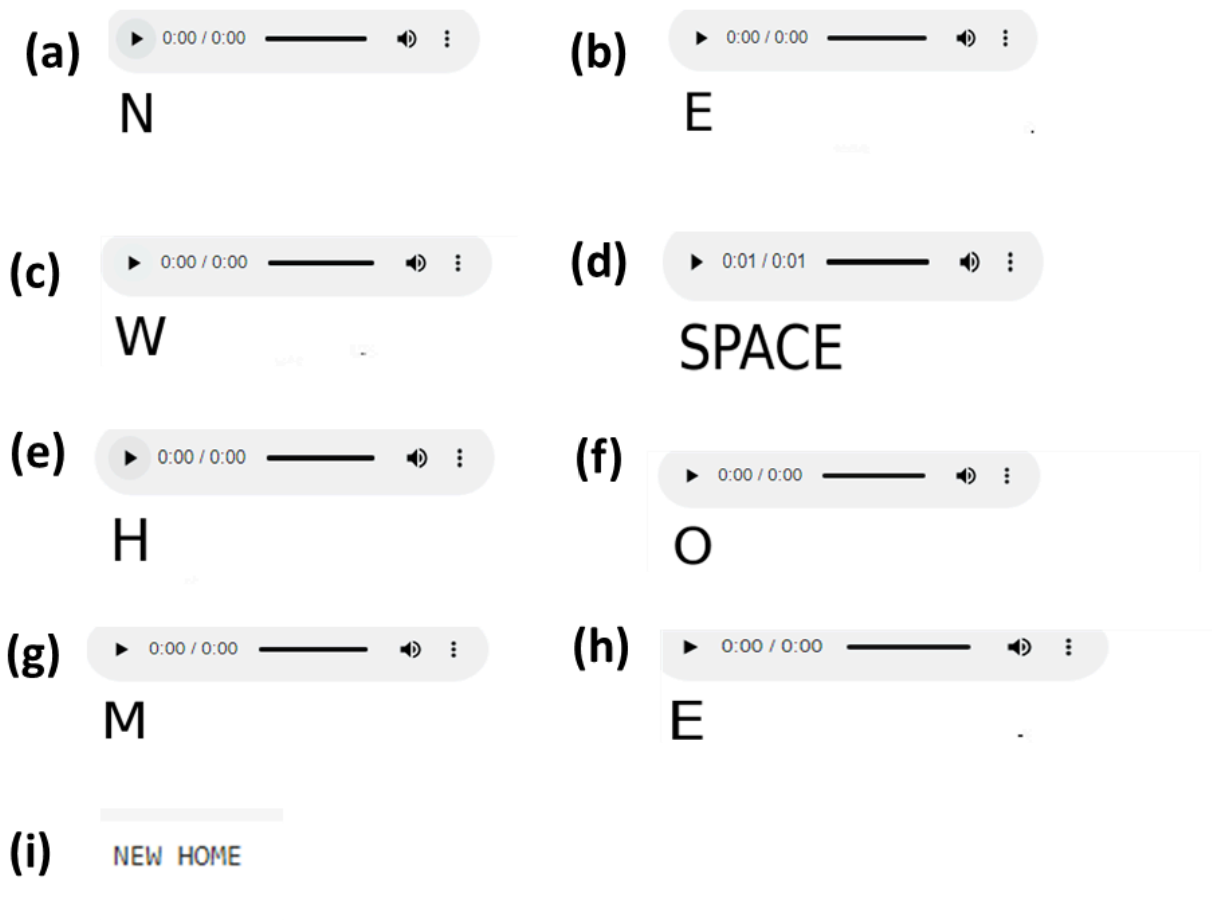 (a) 0:00 / 0:00
N
(b) 0:00 / 0:00
E
(c) 0:00 / 0:00
W
(d) 0:01 / 0:01
SPACE
(e) 0:00 / 0:00
H
(f) 0:00 / 0:00
O
(g) 0:00 / 0:00
M
(h) 0:00 / 0:00
E
(i) NEW HOME